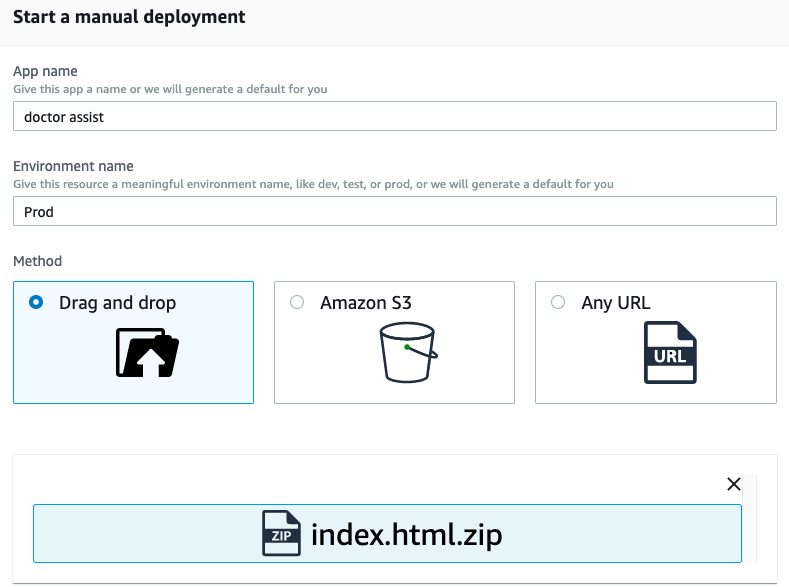 Start a manual deployment
App name
Give this app a name or we will generate a default for you
doctor assist
Environment name
Give this resource a meaningful environment name, like dev, test, or prod, or we will generate a default for you
Prod
Method
Drag and drop
Amazon S3
Any URL
URL
ZIP index.html.zip